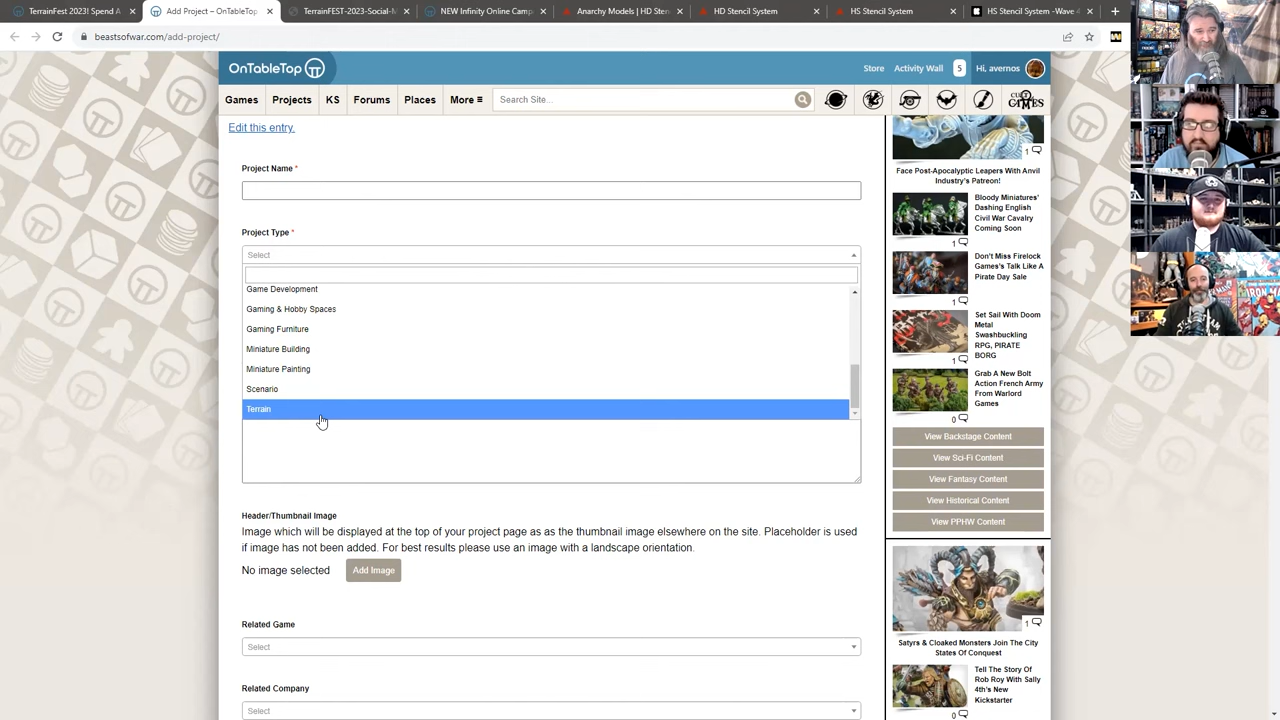 TerrainFEST 2023! Spend A
Add Project – OnTableTop
TerrainFEST-2023-Social-M
NEW Infinity Online Camp
Anarchy Models | HD Sten
HD Stencil System
HS Stencil System
HS Stencil System -Wave 4
beastsofwar.com/add-project/
OnTableTop
Store
Activity Wall
5
Hi, avernos
Games
Projects
KS
Forums
Places
More ≡
Search Site...
CULT OF GAMES
Edit this entry.
Project Name *
Project Type *
Select
Game Development
Gaming & Hobby Spaces
Gaming Furniture
Miniature Building
Miniature Painting
Scenario
Terrain
Header/Thumbnail Image
Image which will be displayed at the top of your project page as the thumbnail image elsewhere on the site. Placeholder is used
if image has not been added. For best results please use an image with a landscape orientation.
No image selected
Add Image
Related Game
Select
Related Company
Select
1
Face Post-Apocalyptic Leapers With Anvil
Industry's Patreon!
Bloody Miniatures'
Dashing English
Civil War Cavalry
Coming Soon
1
Don't Miss Firelock
Games's Talk Like A
Pirate Day Sale
1
Set Sail With Doom
Metal
Swashbuckling
RPG, PIRATE
BORG
1
Grab A New Bolt
Action French Army
From Warlord
Games
0
View Backstage Content
View Sci-Fi Content
View Fantasy Content
View Historical Content
View PPHW Content
1
Satyrs & Cloaked Monsters Join The City
States Of Conquest
Tell The Story Of
Rob Roy With Sally
4th's New
Kickstarter
0
IRON MAN